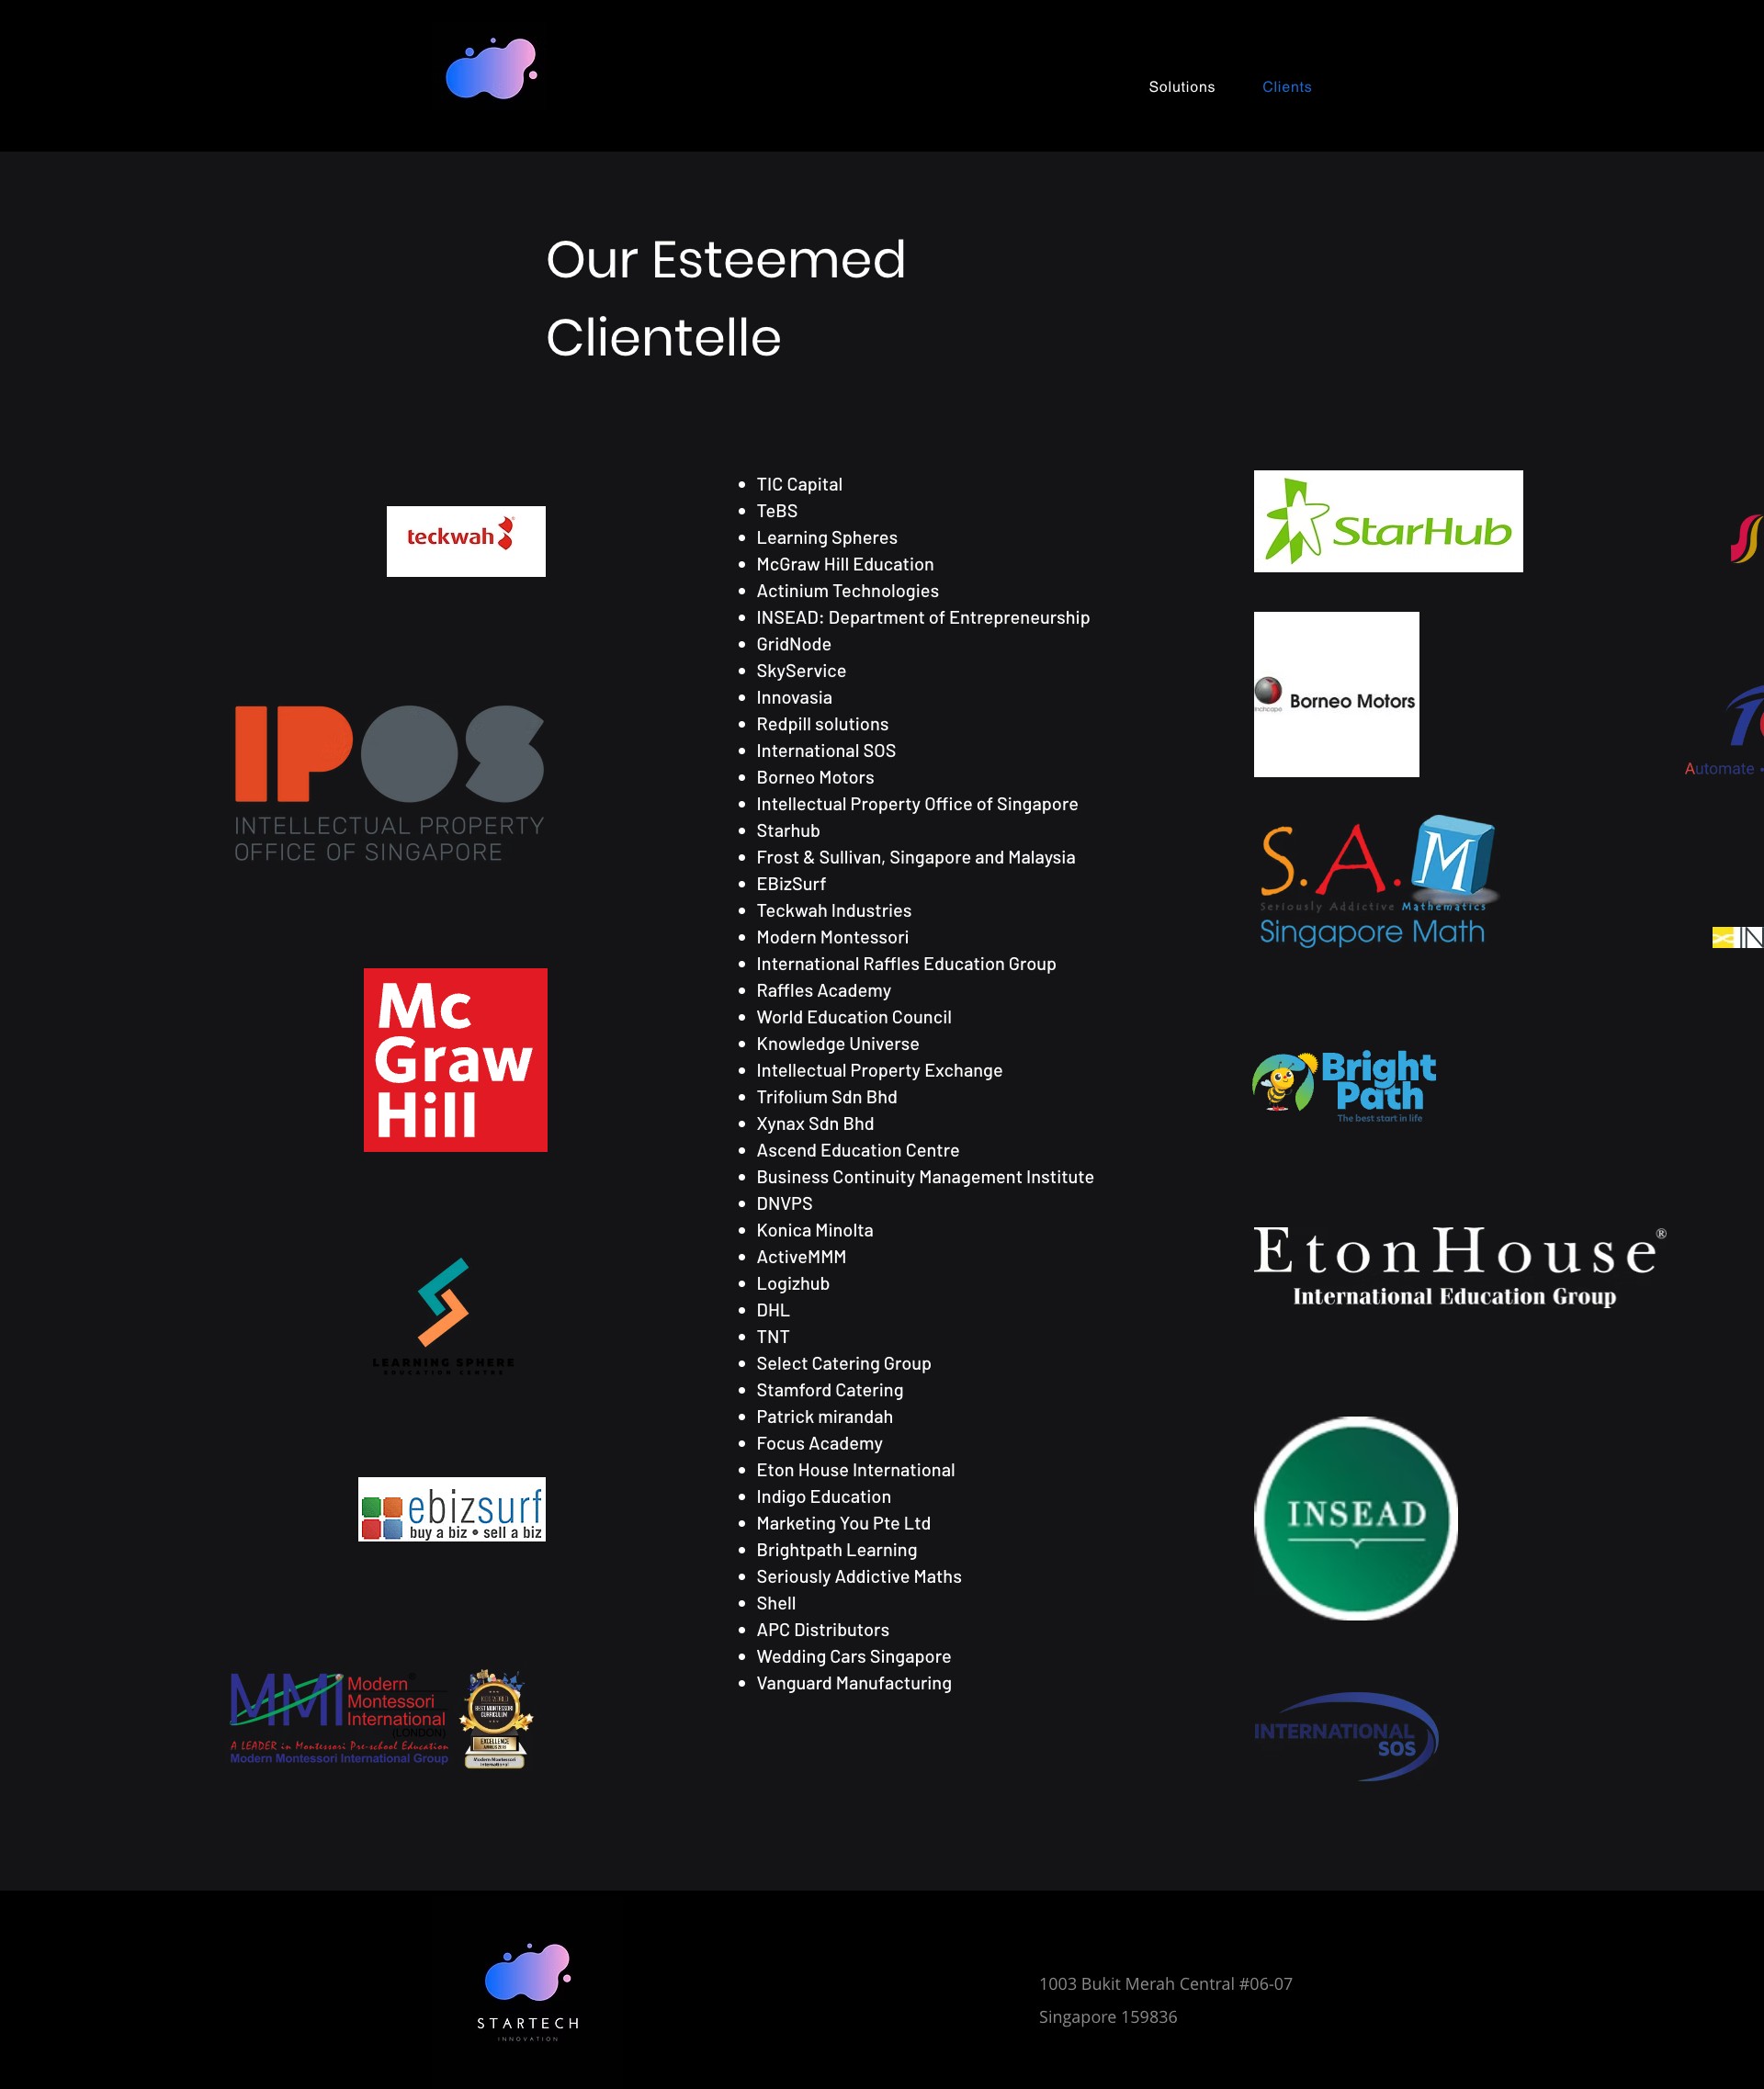 Solutions
Clients
Our Esteemed
Clientelle
teckwah
IPOS
INTELLECTUAL PROPERTY
OFFICE OF SINGAPORE
Mc
Graw
Hill
LEARNING SPHERE
EDUCATION CENTRE
ebizsurf
buy a biz • sell a biz
MMI
Modern
Montessori
International
(LONDON)
A LEADER in Montessori Pre-school Education
Modern Montessori International Group
BEST MONTESSORI
CURRICULUM
EXCELLENCE
• TIC Capital
• TeBS
• Learning Spheres
• McGraw Hill Education
• Actinium Technologies
• INSEAD: Department of Entrepreneurship
• GridNode
• SkyService
• Innovasia
• Redpill solutions
• International SOS
• Borneo Motors
• Intellectual Property Office of Singapore
• Starhub
• Frost & Sullivan, Singapore and Malaysia
• EBizSurf
• Teckwah Industries
• Modern Montessori
• International Raffles Education Group
• Raffles Academy
• World Education Council
• Knowledge Universe
• Intellectual Property Exchange
• Trifolium Sdn Bhd
• Xynax Sdn Bhd
• Ascend Education Centre
• Business Continuity Management Institute
• DNVPS
• Konica Minolta
• ActiveMMM
• Logizhub
• DHL
• TNT
• Select Catering Group
• Stamford Catering
• Patrick mirandah
• Focus Academy
• Eton House International
• Indigo Education
• Marketing You Pte Ltd
• Brightpath Learning
• Seriously Addictive Maths
• Shell
• APC Distributors
• Wedding Cars Singapore
• Vanguard Manufacturing
StarHub
Inchcape
Borneo Motors
Automate •
S.A.M
Seriously Addictive Mathematics
Singapore Math
IN
Bright
Path
The best start in life
EtonHouse®
International Education Group
INSEAD
INTERNATIONAL
SOS
STARTECH
INNOVATION
1003 Bukit Merah Central #06-07
Singapore 159836